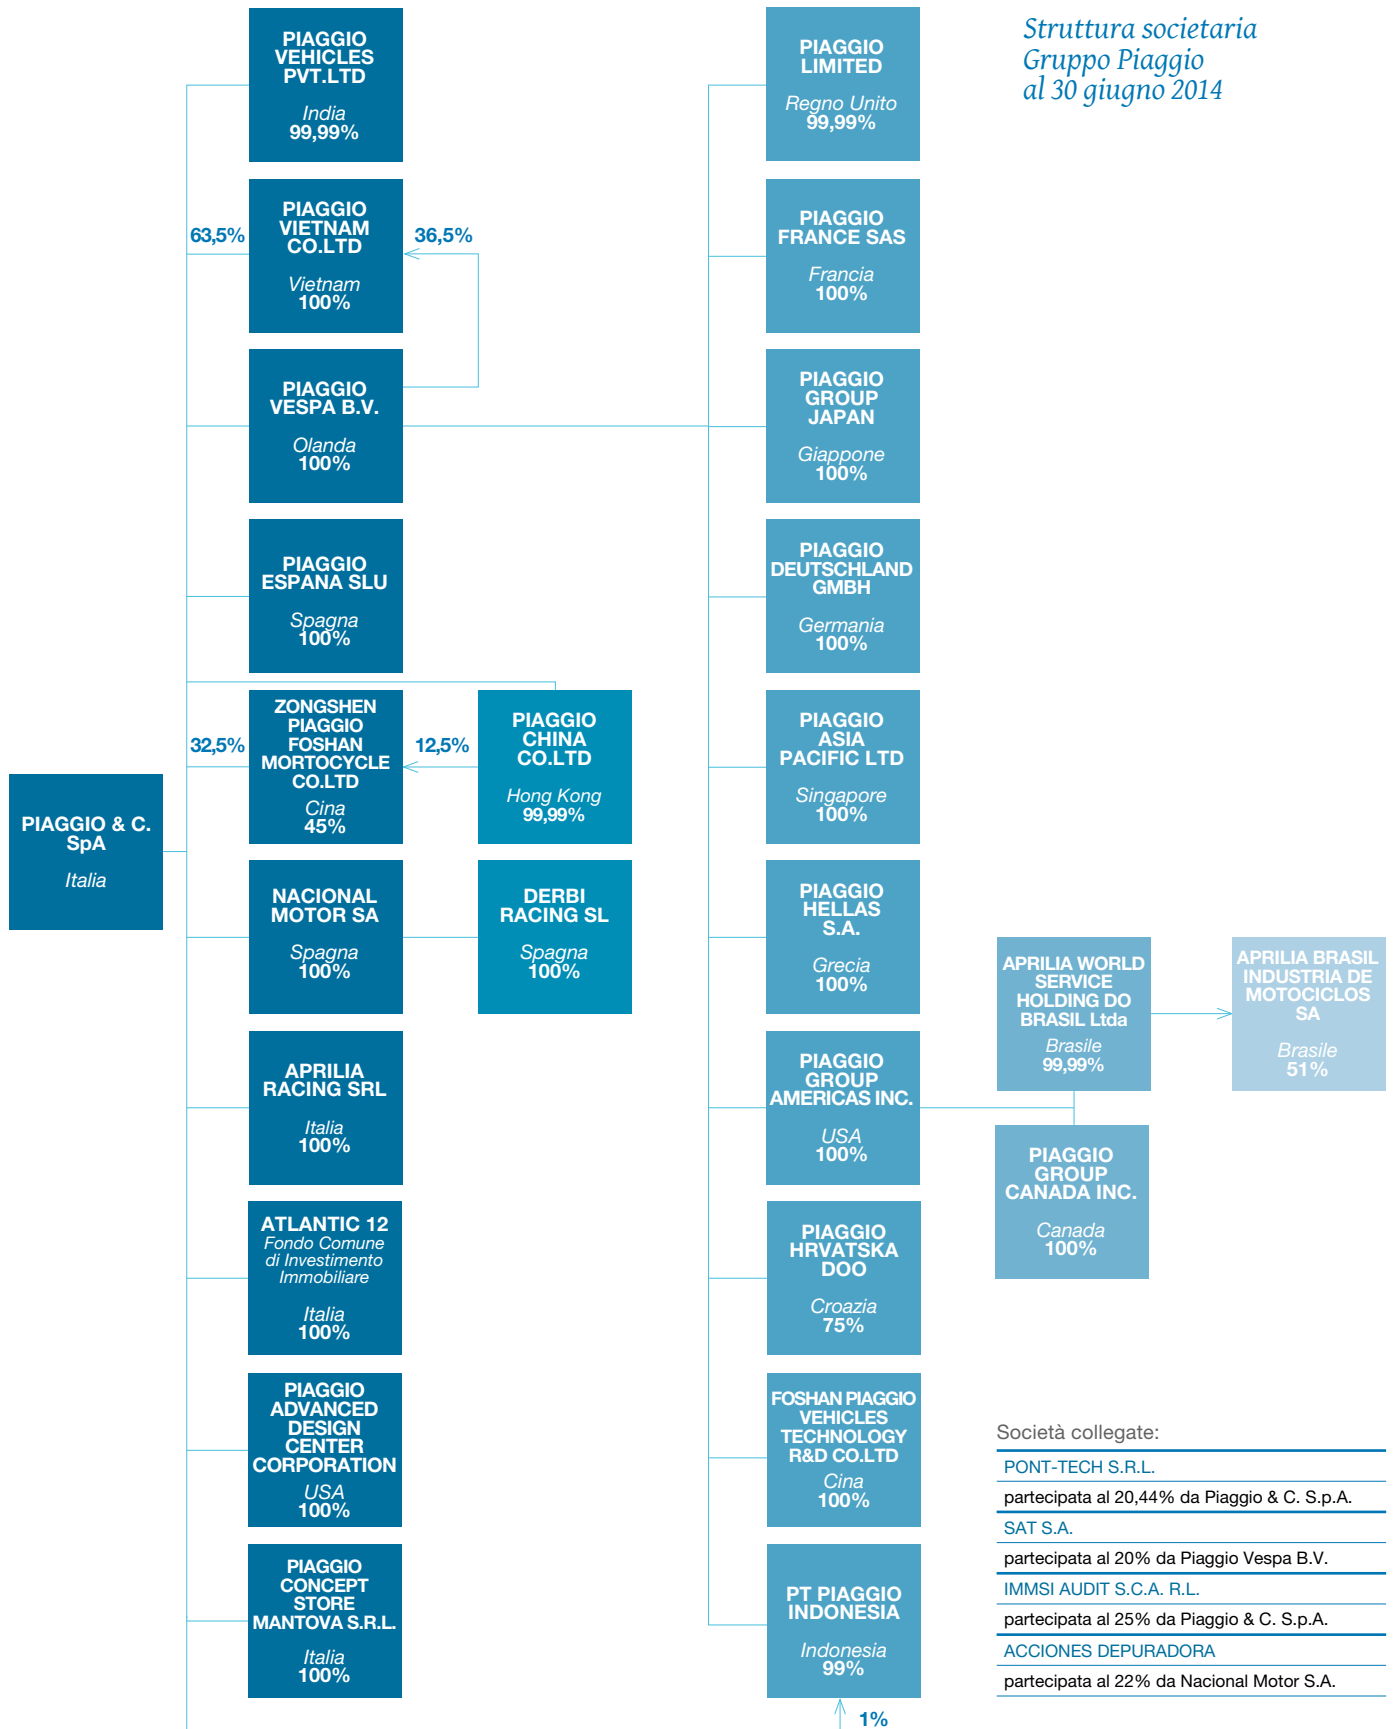 Struttura societaria
Gruppo Piaggio
al 30 giugno 2014
PIAGGIO & C.
SpA
Italia
PIAGGIO
VEHICLES
PVT.LTD
India
99,99%
63,5%
PIAGGIO
VIETNAM
CO.LTD
Vietnam
100%
36,5%
PIAGGIO
VESPA B.V.
Olanda
100%
PIAGGIO
ESPANA SLU
Spagna
100%
32,5%
ZONGSHEN
PIAGGIO
FOSHAN
MORTOCYCLE
CO.LTD
Cina
45%
12,5%
PIAGGIO
CHINA
CO.LTD
Hong Kong
99,99%
NACIONAL
MOTOR SA
Spagna
100%
DERBI
RACING SL
Spagna
100%
APRILIA
RACING SRL
Italia
100%
ATLANTIC 12
Fondo Comune
di Investimento
Immobiliare
Italia
100%
PIAGGIO
ADVANCED
DESIGN
CENTER
CORPORATION
USA
100%
PIAGGIO
CONCEPT
STORE
MANTOVA S.R.L.
Italia
100%
PIAGGIO
LIMITED
Regno Unito
99,99%
PIAGGIO
FRANCE SAS
Francia
100%
PIAGGIO
GROUP
JAPAN
Giappone
100%
PIAGGIO
DEUTSCHLAND
GMBH
Germania
100%
PIAGGIO
ASIA
PACIFIC LTD
Singapore
100%
PIAGGIO
HELLAS
S.A.
Grecia
100%
PIAGGIO
GROUP
AMERICAS INC.
USA
100%
APRILIA WORLD
SERVICE
HOLDING DO
BRASIL Ltda
Brasile
99,99%
APRILIA BRASIL
INDUSTRIA DE
MOTOCICLOS
SA
Brasile
51%
PIAGGIO
GROUP
CANADA INC.
Canada
100%
PIAGGIO
HRVATSKA
DOO
Croazia
75%
FOSHAN PIAGGIO
VEHICLES
TECHNOLOGY
R&D CO.LTD
Cina
100%
PT PIAGGIO
INDONESIA
Indonesia
99%
1%
Società collegate:
PONT-TECH S.R.L.
partecipata al 20,44% da Piaggio & C. S.p.A.
SAT S.A.
partecipata al 20% da Piaggio Vespa B.V.
IMMSI AUDIT S.C.A. R.L.
partecipata al 25% da Piaggio & C. S.p.A.
ACCIONES DEPURADORA
partecipata al 22% da Nacional Motor S.A.